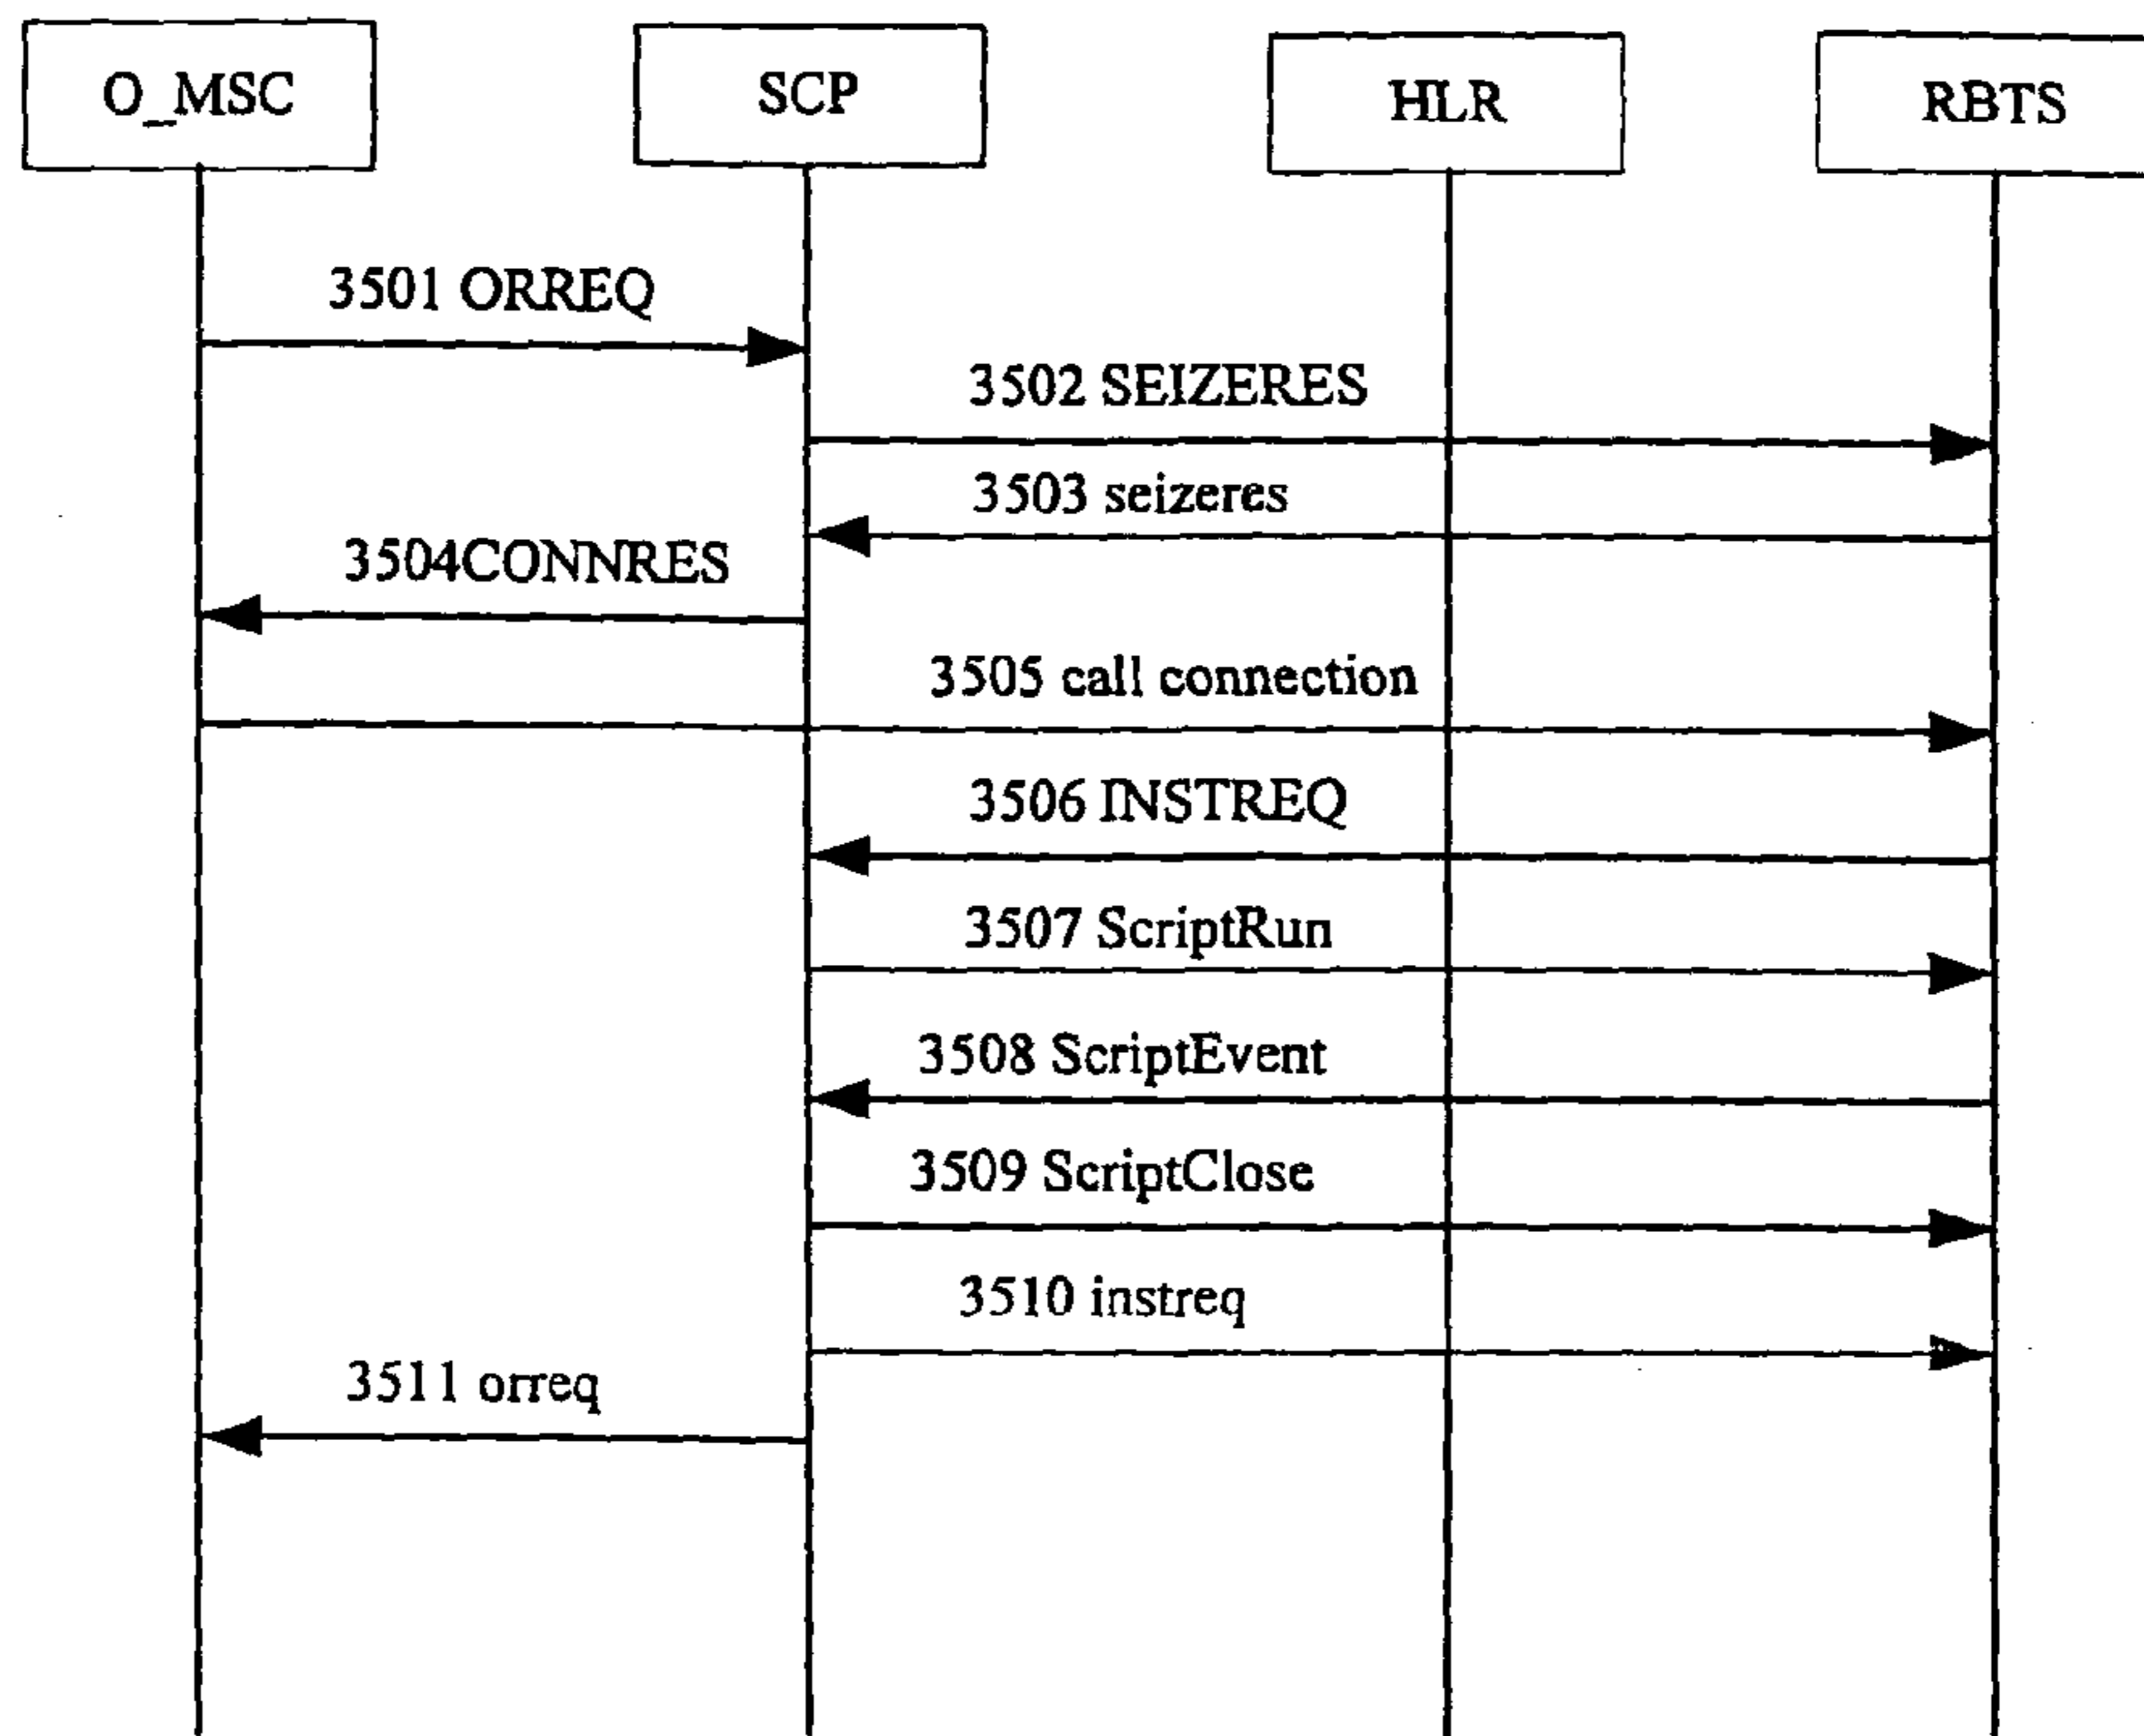 O_MSC
SCP
HLR
RBTS
3501 ORREQ
3502 SEIZERES
3503 seizeres
3504CONNRES
3505 call connection
3506 INSTREQ
3507 ScriptRun
3508 ScriptEvent
3509 ScriptClose
3510 instreq
3511 orreq